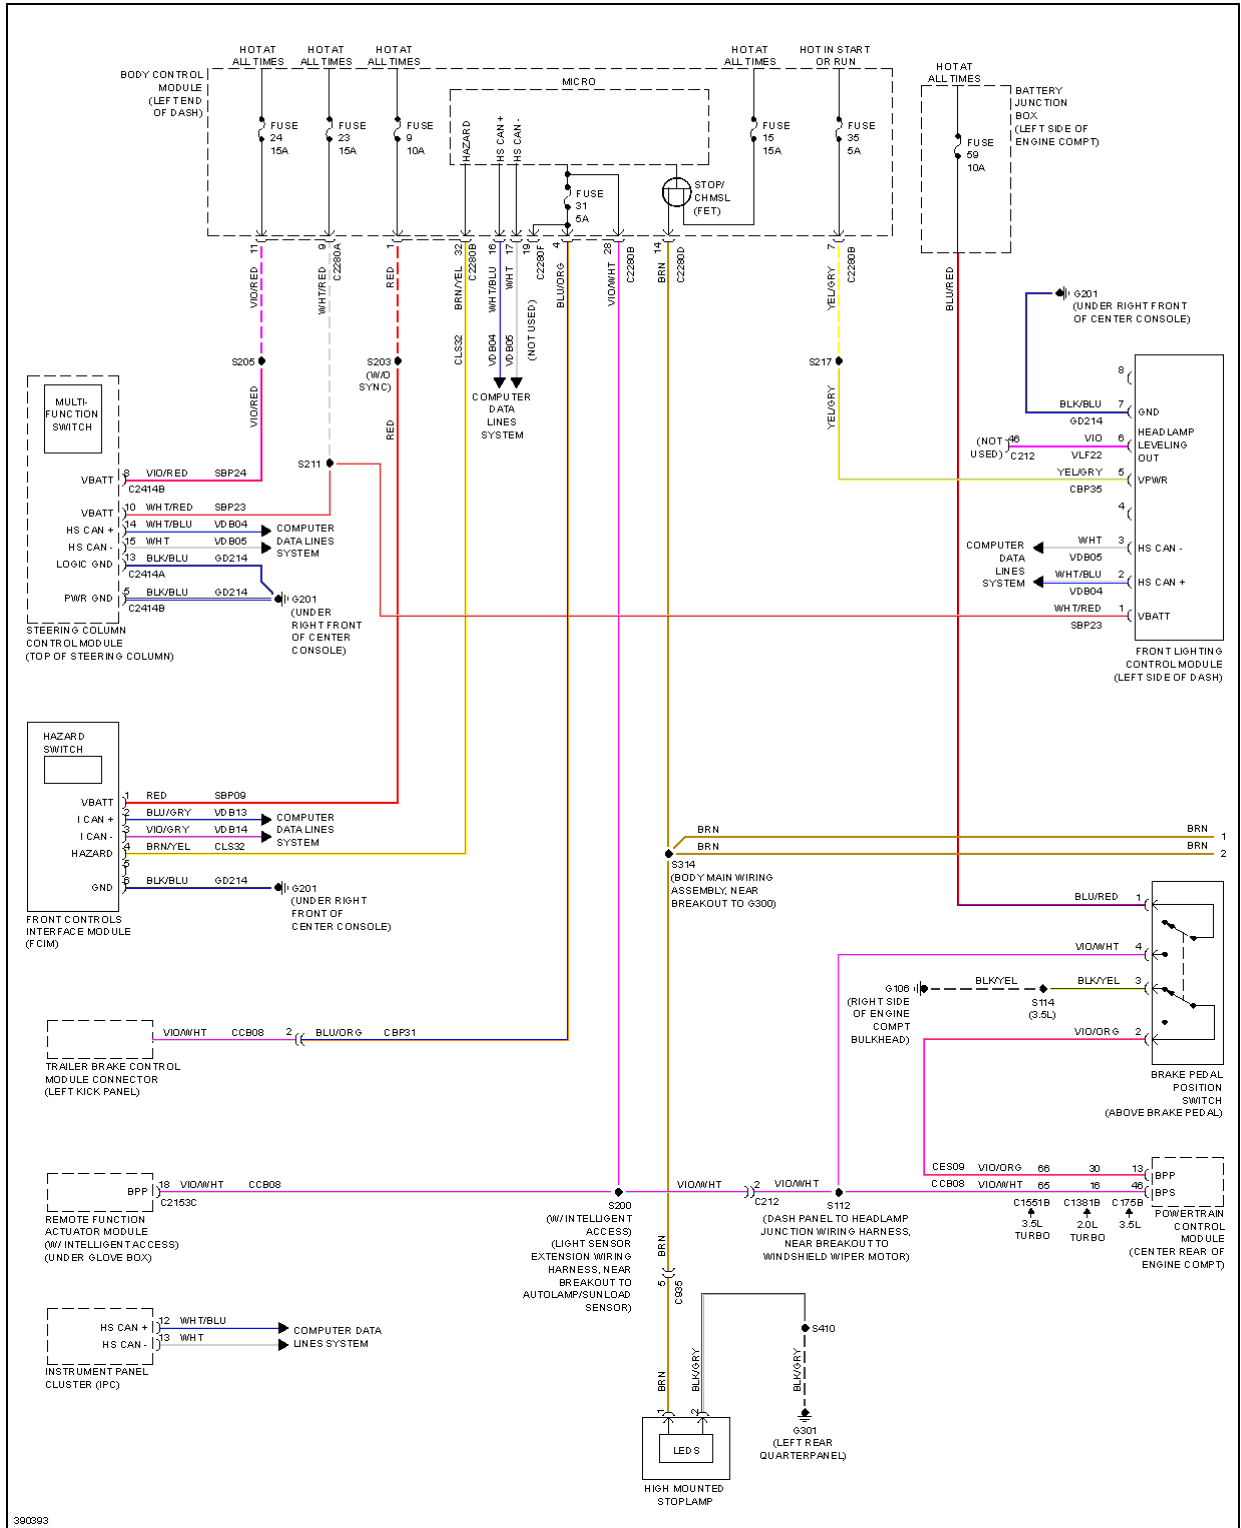 HOT AT
ALL TIMES
HOT AT
ALL TIMES
HOT AT
ALL TIMES
HOT AT
ALL TIMES
HOT IN START
OR RUN
HOT AT
ALL TIMES
BODY CONTROL
MODULE
(LEFT END
OF DASH)
MICRO
BATTERY
JUNCTION
BOX
(LEFT SIDE OF
ENGINE COMPT)
FUSE
24
15A
FUSE
23
15A
FUSE
9
10A
HAZARD
HS CAN +
HS CAN -
FUSE
31
5A
STOP/
CHMSL
(FET)
FUSE
15
15A
FUSE
35
5A
FUSE
59
10A
11
9
C2280A
1
32
C2280B
16
17
19
C2280F
4
28
C2280B
14
C2280D
7
C2280B
VIO/RED
WHT/RED
RED
BRN/YEL
WHT/BLU
WHT
(NOT USED)
BLU/ORG
VIO/WHT
BRN
YEL/GRY
BLU/RED
CLS32
VDB04
VDB05
G201
(UNDER RIGHT FRONT
OF CENTER CONSOLE)
S205
S203
(W/O
SYNC)
S217
COMPUTER
DATA
LINES
SYSTEM
VIO/RED
RED
YEL/GRY
MULTI-
FUNCTION
SWITCH
S211
VBATT
8
VIO/RED
SBP24
C2414B
VBATT
10
WHT/RED
SBP23
HS CAN +
14
WHT/BLU
VDB04
HS CAN -
15
WHT
VDB05
COMPUTER
DATA LINES
SYSTEM
LOGIC GND
13
BLK/BLU
GD214
C2414A
PWR GND
5
BLK/BLU
GD214
C2414B
G201
(UNDER
RIGHT FRONT
OF CENTER
CONSOLE)
STEERING COLUMN
CONTROL MODULE
(TOP OF STEERING COLUMN)
8
BLK/BLU
7
GND
GD214
(NOT
USED)
46
C212
VIO
6
VLF22
HEADLAMP
LEVELING
OUT
YEL/GRY
5
VPWR
CBP35
4
COMPUTER
DATA
LINES
SYSTEM
WHT
3
HS CAN -
VDB05
WHT/BLU
2
HS CAN +
VDB04
WHT/RED
1
VBATT
SBP23
FRONT LIGHTING
CONTROL MODULE
(LEFT SIDE OF DASH)
HAZARD
SWITCH
VBATT
1
RED
SBP09
I CAN +
2
BLU/GRY
VDB13
I CAN -
3
VIO/GRY
VDB14
COMPUTER
DATA LINES
SYSTEM
HAZARD
4
BRN/YEL
CLS32
5
GND
6
BLK/BLU
GD214
G201
(UNDER RIGHT
FRONT OF
CENTER CONSOLE)
FRONT CONTROLS
INTERFACE MODULE
(FCIM)
BRN
BRN
1
BRN
BRN
2
S314
(BODY MAIN WIRING
ASSEMBLY, NEAR
BREAKOUT TO G300)
BLU/RED
1
VIO/WHT
4
G106
(RIGHT SIDE
OF ENGINE
COMPT
BULKHEAD)
BLK/YEL
S114
(3.5L)
BLK/YEL
3
VIO/ORG
2
BRAKE PEDAL
POSITION
SWITCH
(ABOVE BRAKE PEDAL)
VIO/WHT
CCB08
2
BLU/ORG
CBP31
TRAILER BRAKE CONTROL
MODULE CONNECTOR
(LEFT KICK PANEL)
CES09
VIO/ORG
66
30
13
BPP
CCB08
VIO/WHT
65
16
46
BPS
C1551B
C1381B
C175B
3.5L
TURBO
2.0L
TURBO
3.5L
POWERTRAIN
CONTROL
MODULE
(CENTER REAR OF
ENGINE COMPT)
BPP
18
VIO/WHT
CCB08
C2153C
REMOTE FUNCTION
ACTUATOR MODULE
(W/ INTELLIGENT ACCESS)
(UNDER GLOVE BOX)
S200
(W/ INTELLIGENT
ACCESS)
(LIGHT SENSOR
EXTENSION WIRING
HARNESS, NEAR
BREAKOUT TO
AUTOLAMP/SUNLOAD
SENSOR)
VIO/WHT
2
C212
VIO/WHT
S112
(DASH PANEL TO HEADLAMP
JUNCTION WIRING HARNESS,
NEAR BREAKOUT TO
WINDSHIELD WIPER MOTOR)
BRN
5
C935
HS CAN +
12
WHT/BLU
HS CAN -
13
WHT
COMPUTER DATA
LINES SYSTEM
INSTRUMENT PANEL
CLUSTER (IPC)
S410
BRN
BLK/GRY
BLK/GRY
1
2
G301
(LEFT REAR
QUARTERPANEL)
LEDS
HIGH MOUNTED
STOPLAMP
390393